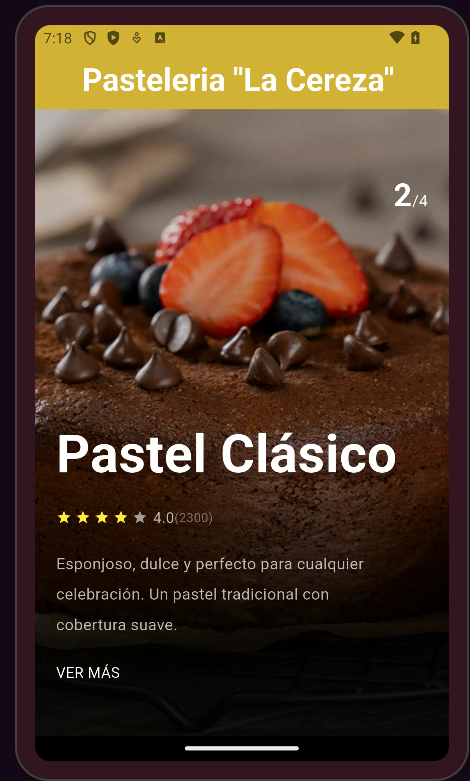 7:18
Pasteleria "La Cereza"
2/4
Pastel Clásico
4.0(2300)
Esponjoso, dulce y perfecto para cualquier
celebración. Un pastel tradicional con
cobertura suave.
VER MÁS